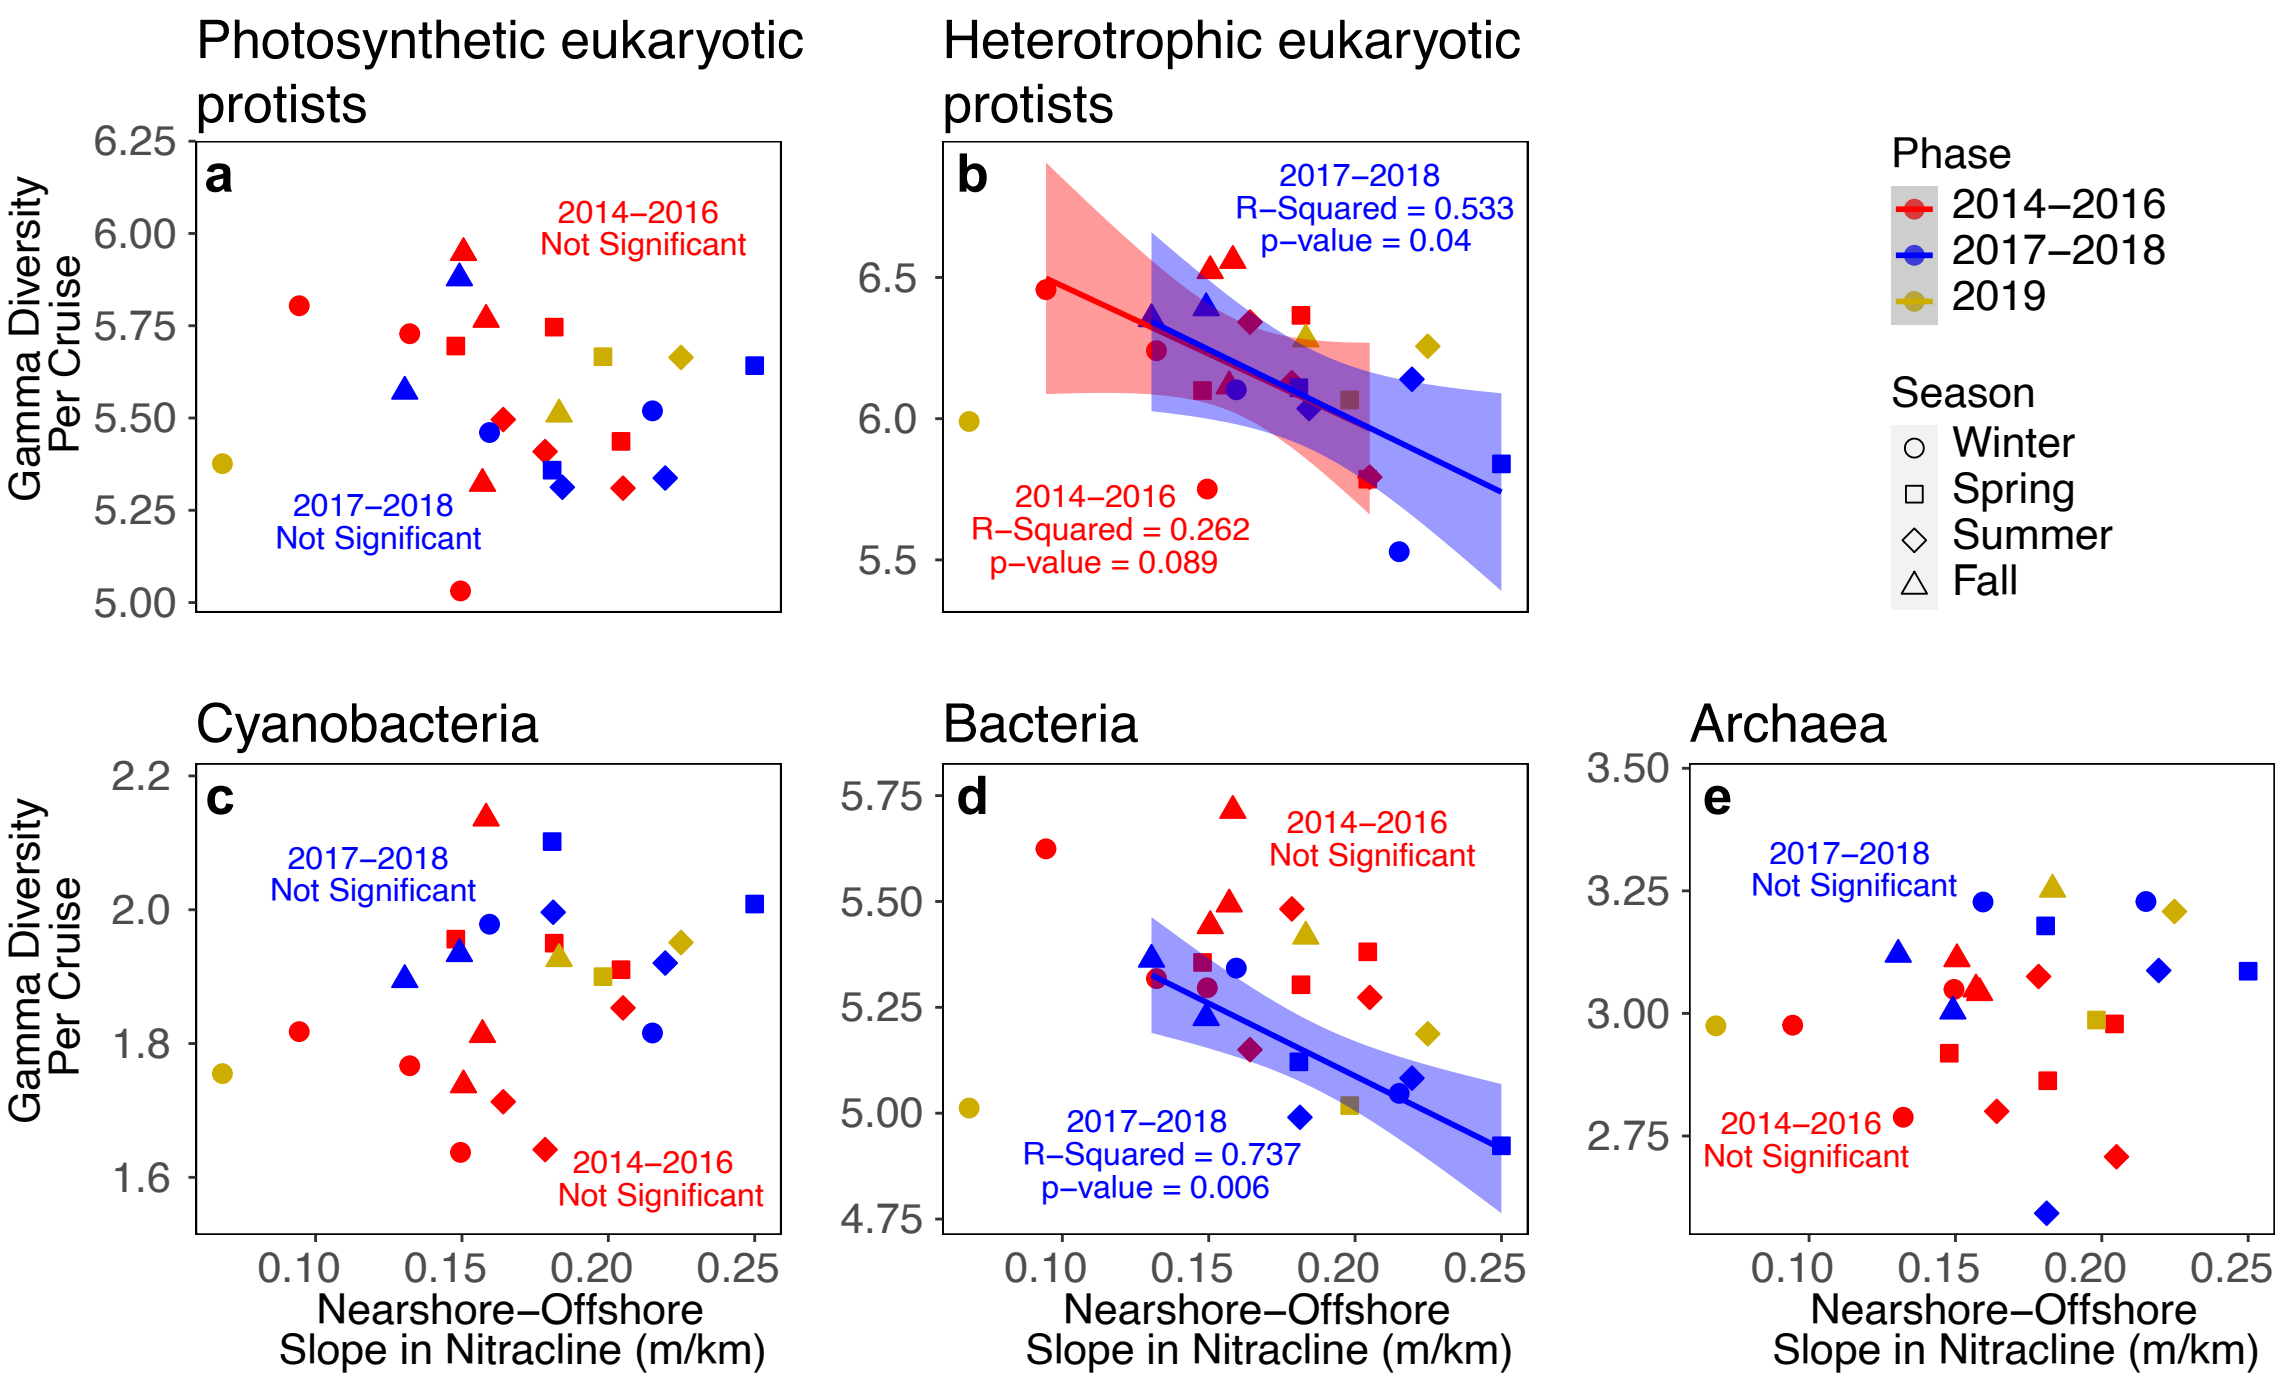 Photosynthetic eukaryotic
protists
Heterotrophic eukaryotic
protists
Gamma Diversity
Per Cruise
6.25
6.00
5.75
5.50
5.25
5.00
a
2014−2016
Not Significant
2017−2018
Not Significant
6.5
6.0
5.5
b
2017−2018
R−Squared = 0.533
p−value = 0.04
2014−2016
R−Squared = 0.262
p−value = 0.089
Phase
2014−2016
2017−2018
2019
Season
Winter
Spring
Summer
Fall
Cyanobacteria
Bacteria
Archaea
Gamma Diversity
Per Cruise
2.2
2.0
1.8
1.6
c
2017−2018
Not Significant
2014−2016
Not Significant
0.10 0.15 0.20 0.25
Nearshore−Offshore
Slope in Nitracline (m/km)
5.75
5.50
5.25
5.00
4.75
d
2014−2016
Not Significant
2017−2018
R−Squared = 0.737
p−value = 0.006
0.10 0.15 0.20 0.25
Nearshore−Offshore
Slope in Nitracline (m/km)
3.50
3.25
3.00
2.75
e
2017−2018
Not Significant
2014−2016
Not Significant
0.10 0.15 0.20 0.25
Nearshore−Offshore
Slope in Nitracline (m/km)